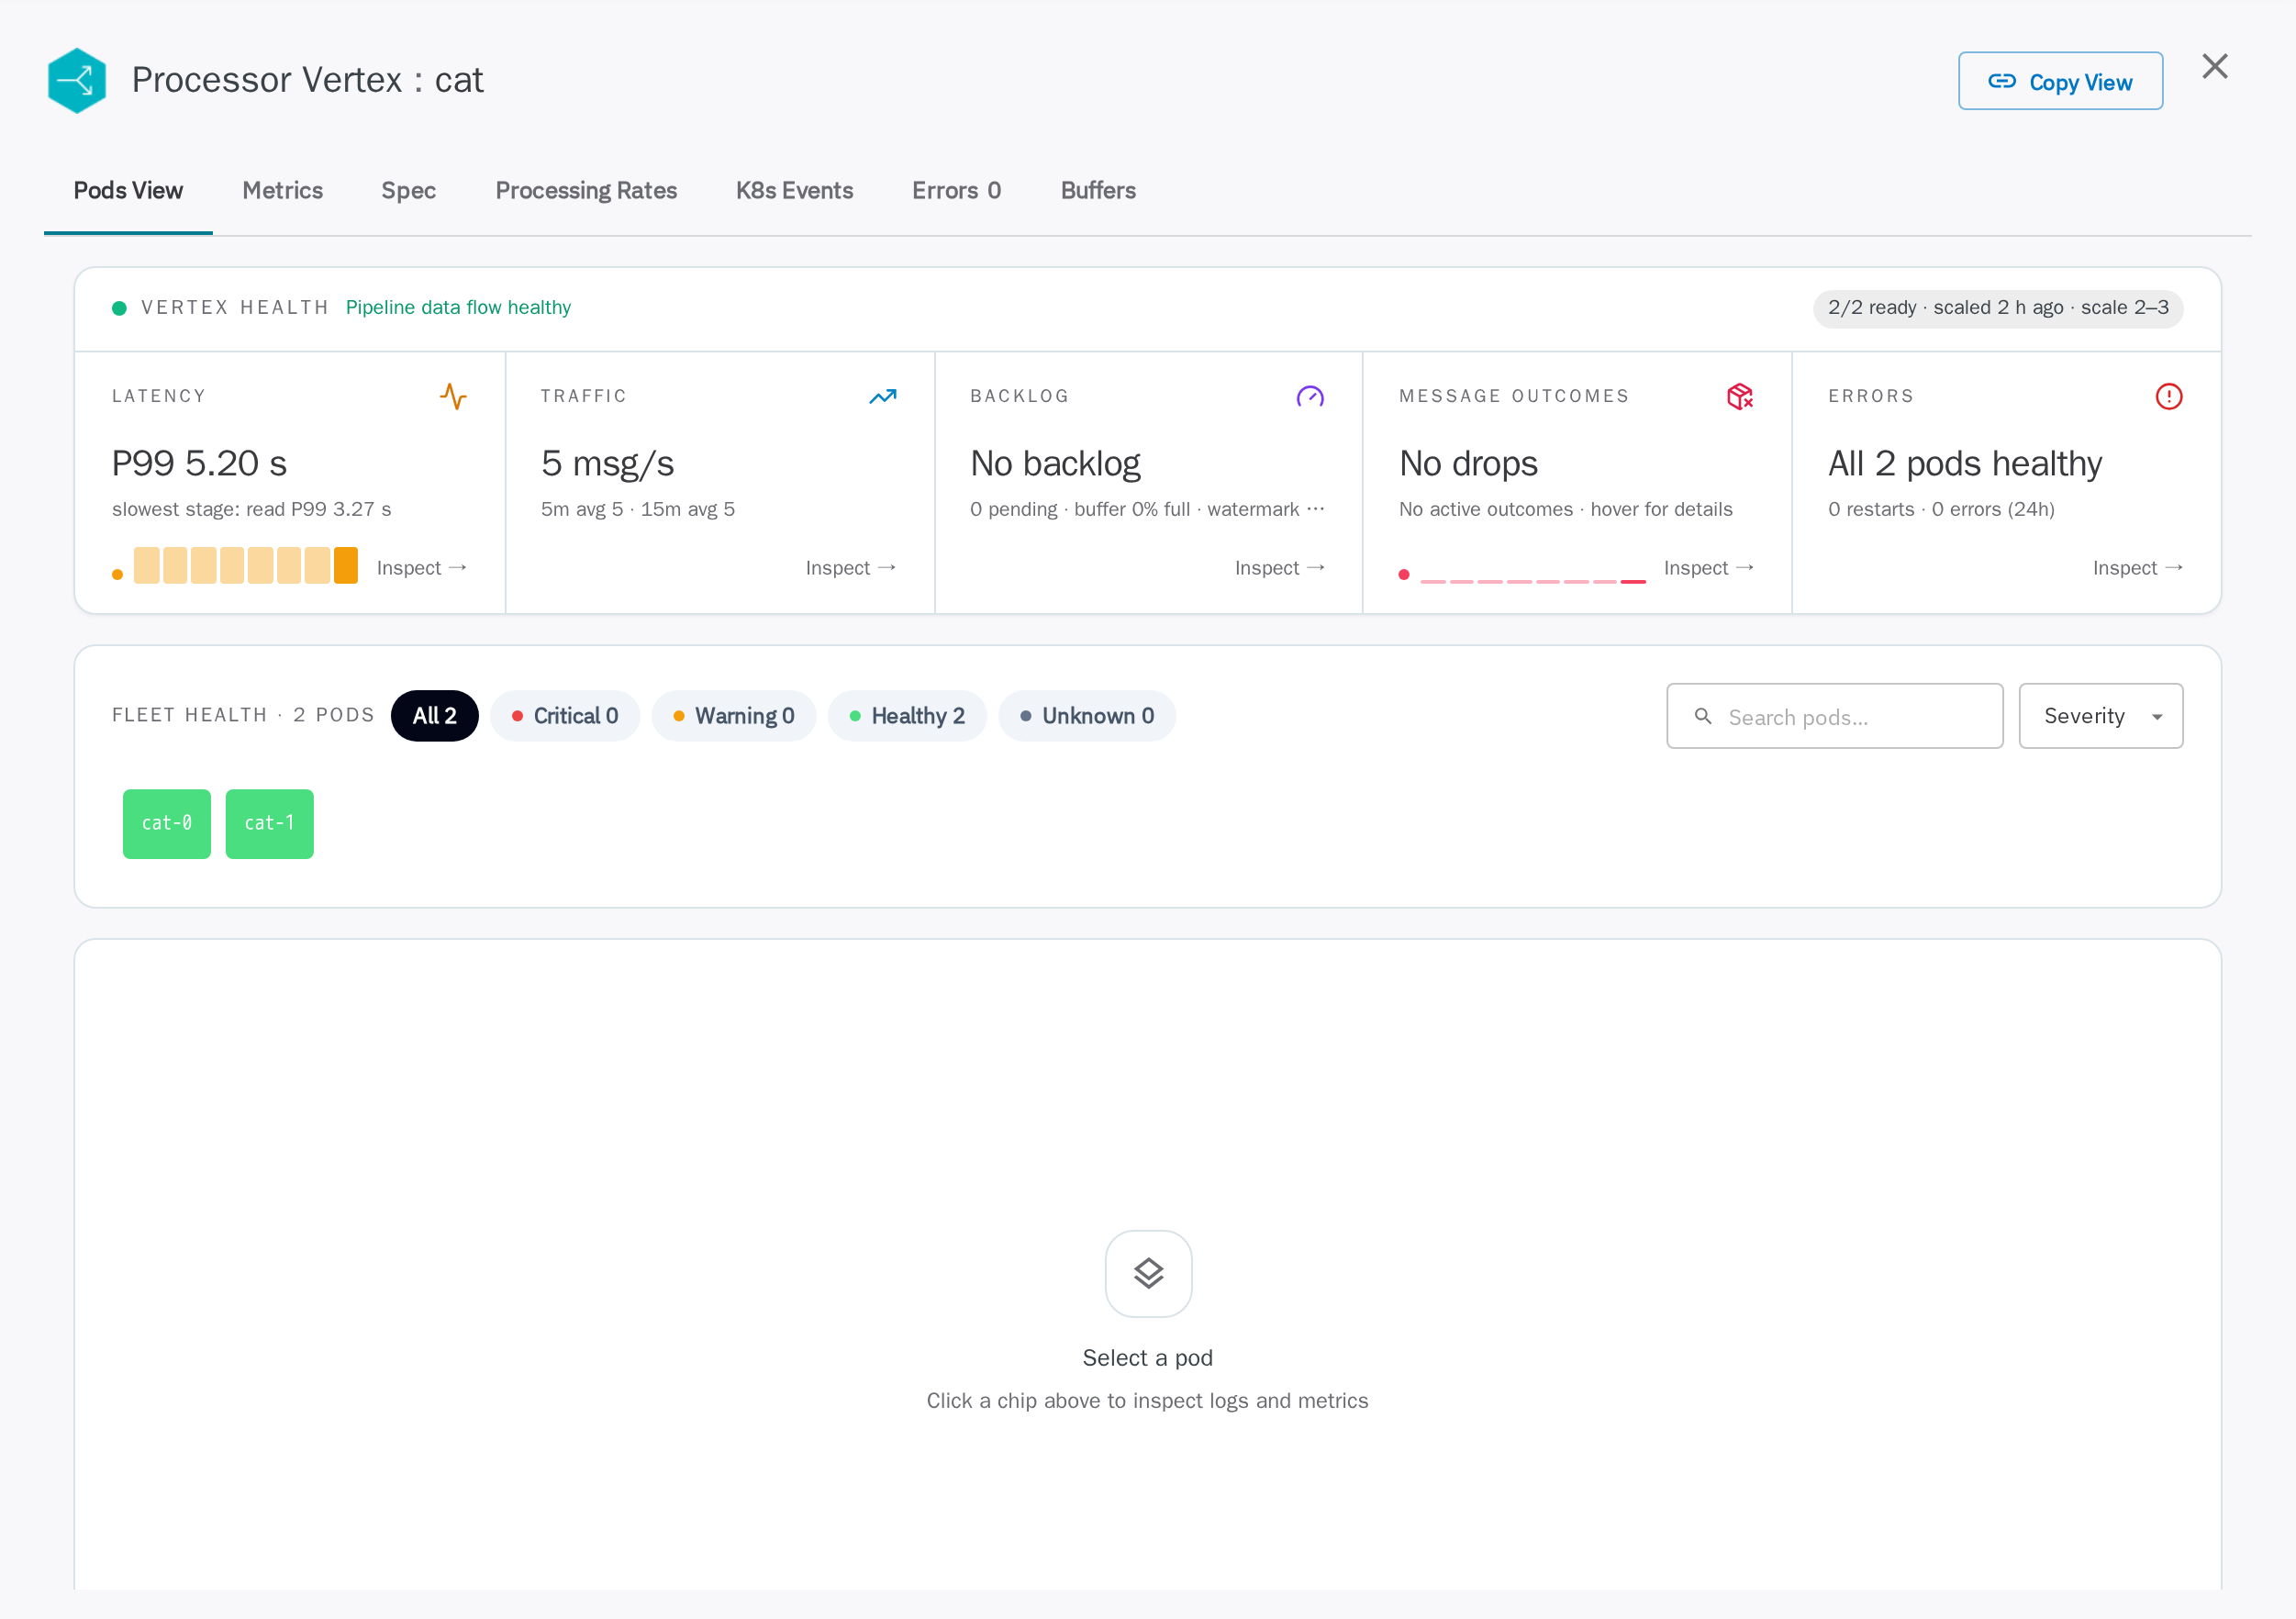 Processor Vertex : cat
Copy View
Pods View Metrics Spec Processing Rates K8s Events Errors 0 Buffers
VERTEX HEALTH Pipeline data flow healthy
2/2 ready · scaled 2 h ago · scale 2–3
LATENCY
P99 5.20 s
slowest stage: read P99 3.27 s
Inspect →
TRAFFIC
5 msg/s
5m avg 5 · 15m avg 5
Inspect →
BACKLOG
No backlog
0 pending · buffer 0% full · watermark ···
Inspect →
MESSAGE OUTCOMES
No drops
No active outcomes · hover for details
Inspect →
ERRORS
All 2 pods healthy
0 restarts · 0 errors (24h)
Inspect →
FLEET HEALTH · 2 PODS All 2 Critical 0 Warning 0 Healthy 2 Unknown 0
Search pods... Severity
cat-0 cat-1
Select a pod
Click a chip above to inspect logs and metrics